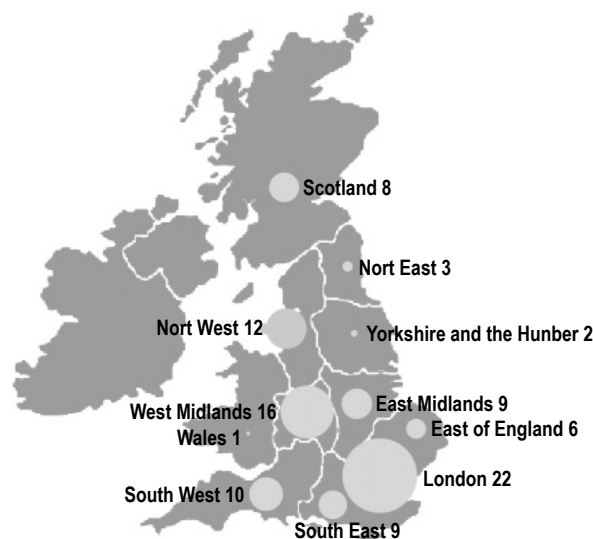 Scotland 8
Nort East 3
Nort West 12
Yorkshire and the Hunber 2
West Midlands 16
East Midlands 9
Wales 1
East of England 6
London 22
South West 10
South East 9